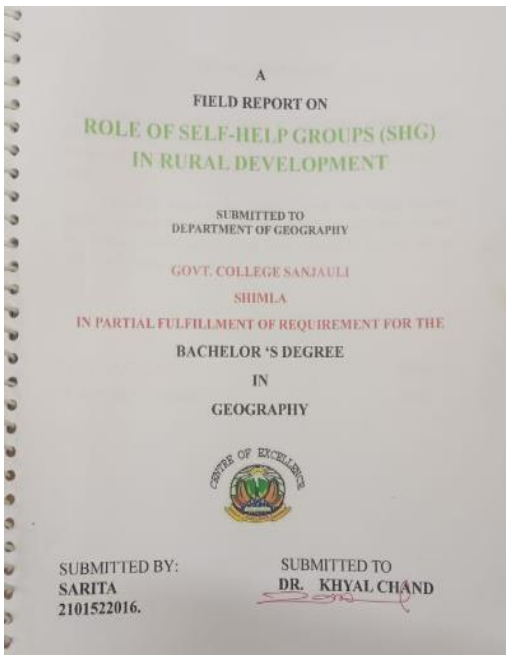 A
FIELD REPORT ON
ROLE OF SELF-HELP GROUPS (SHG)
IN RURAL DEVELOPMENT
SUBMITTED TO
DEPARTMENT OF GEOGRAPHY
GOVT. COLLEGE SANJAULI
SHIMLA
IN PARTIAL FULFILLMENT OF REQUIREMENT FOR THE
BACHELOR ‘S DEGREE
IN
GEOGRAPHY
CENTRE OF EXCELLENCE
SUBMITTED BY:
SARITA
2101522016.
SUBMITTED TO
DR. KHYAL CHAND